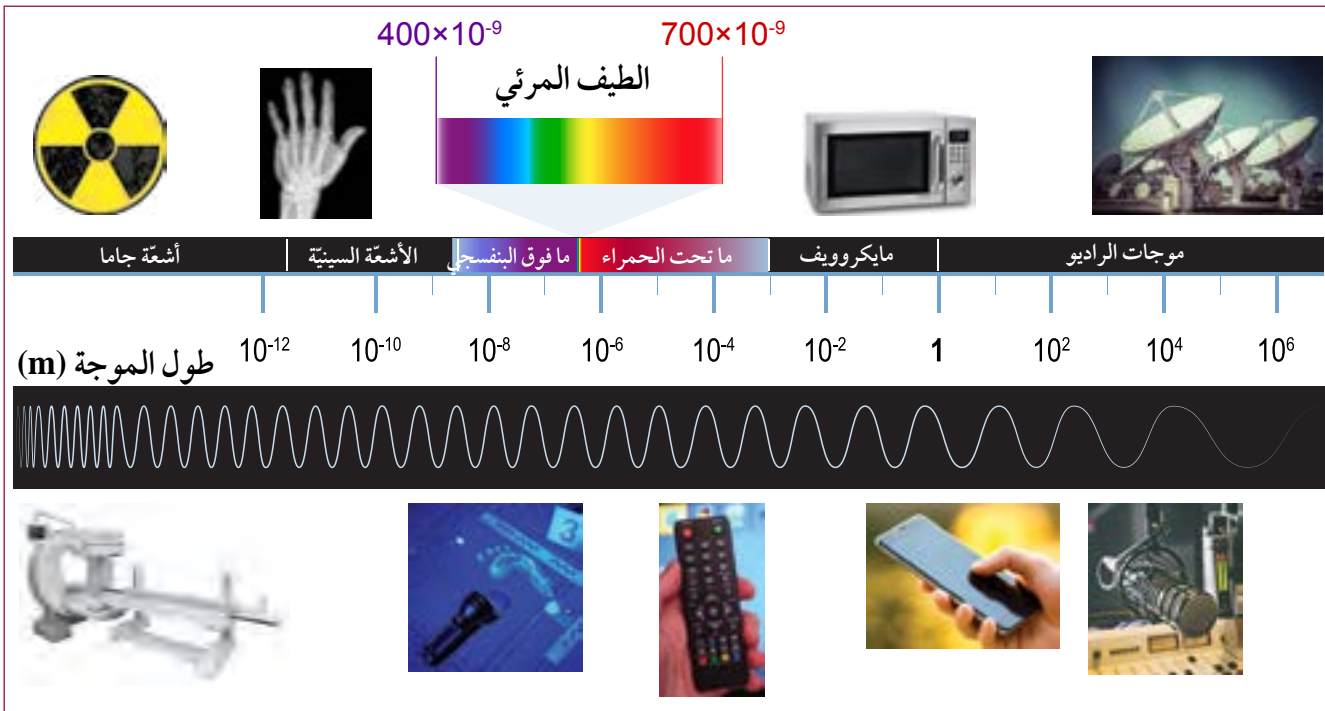 400×10⁻⁹ 700×10⁻⁹
الطيف المرئي
أشعّة جاما الأشعّة السينيّة ما فوق البنفسجي ما تحت الحمراء مايكروويف موجات الراديو
10⁻¹² 10⁻¹⁰ 10⁻⁸ 10⁻⁶ 10⁻⁴ 10⁻² 1 10² 10⁴ 10⁶
طول الموجة (m)
3